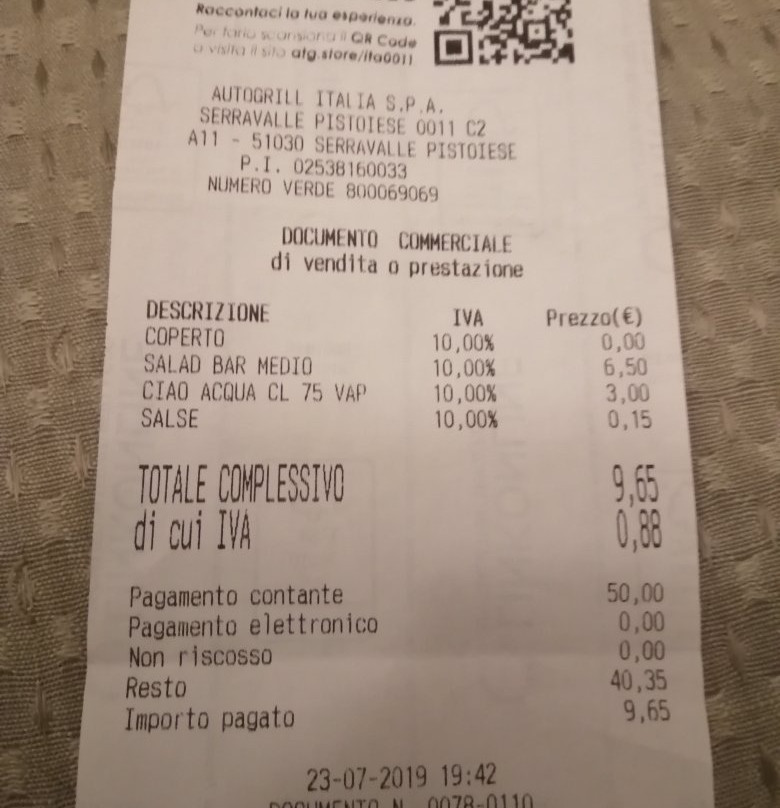 Raccontaci la tua esperienza.
Per farlo scansiona il QR Code
o visita il sito atg.store/ita0011
AUTOGRILL ITALIA S.P.A.
SERRAVALLE PISTOIESE 0011 C2
A11 - 51030 SERRAVALLE PISTOIESE
P.I. 02538160033
NUMERO VERDE 800069069
DOCUMENTO COMMERCIALE
di vendita o prestazione
DESCRIZIONE IVA Prezzo(€)
COPERTO 10,00% 0,00
SALAD BAR MEDIO 10,00% 6,50
CIAO ACQUA CL 75 VAP 10,00% 3,00
SALSE 10,00% 0,15
TOTALE COMPLESSIVO 9,65
di cui IVA 0,88
Pagamento contante 50,00
Pagamento elettronico 0,00
Non riscosso 0,00
Resto 40,35
Importo pagato 9,65
23-07-2019 19:42
DOCUMENTO N. 0078-0110